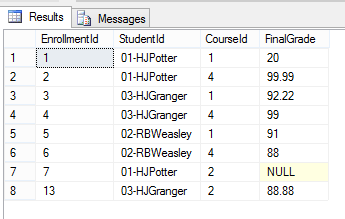 Results Messages
EnrollmentId StudentId CourseId FinalGrade
1 1 01-HJPotter 1 20
2 2 01-HJPotter 4 99.99
3 3 03-HJGranger 1 92.22
4 4 03-HJGranger 4 99
5 5 02-RBWeasley 1 91
6 6 02-RBWeasley 4 88
7 7 01-HJPotter 2 NULL
8 13 03-HJGranger 2 88.88